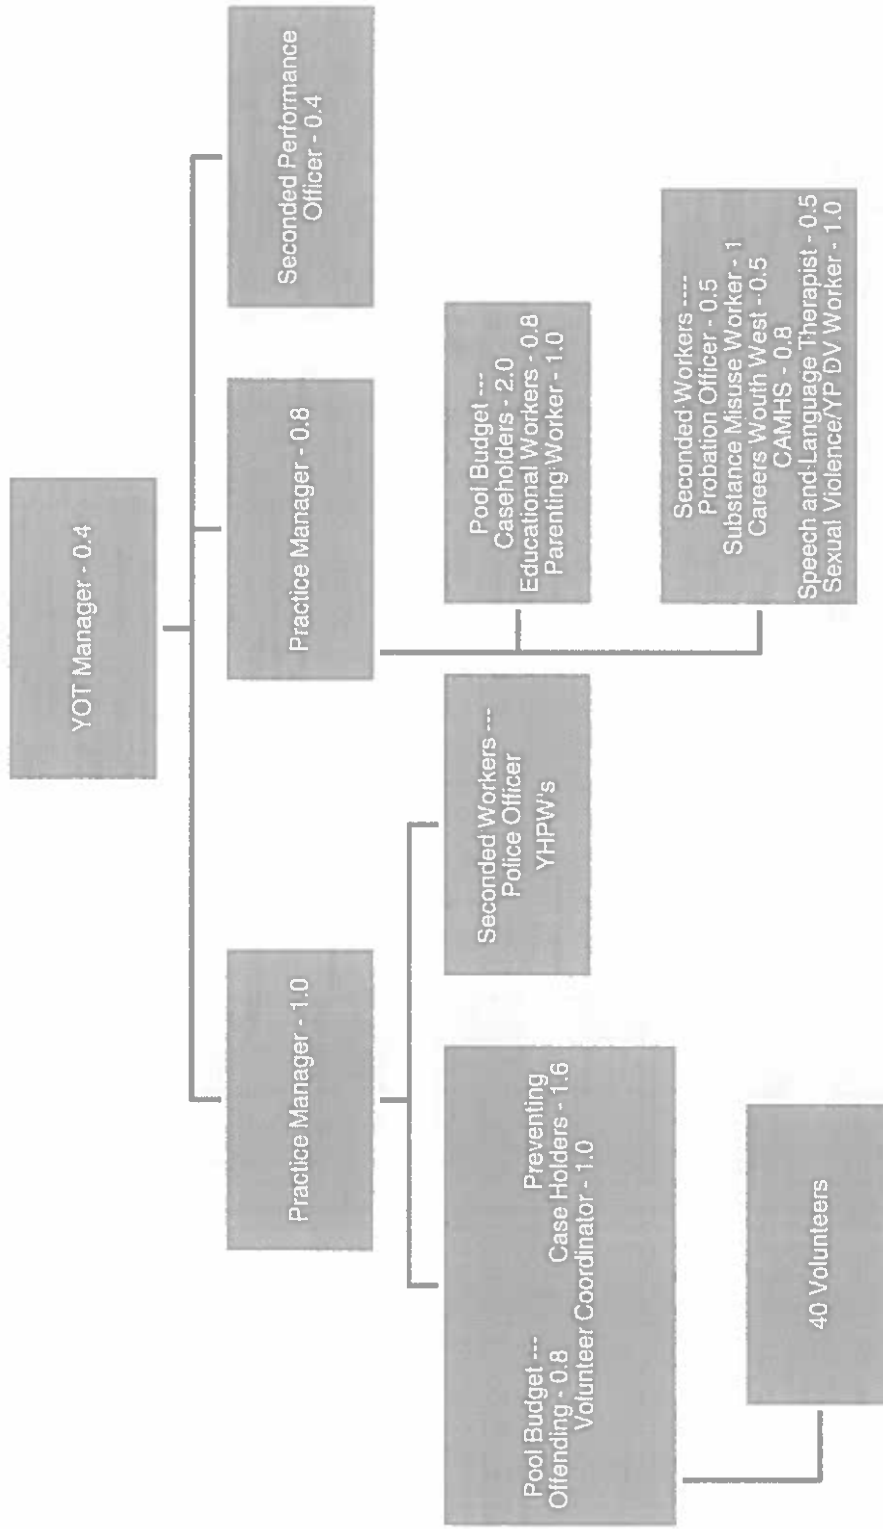 YOT Manager - 0.4
Practice Manager - 1.0
Practice Manager - 0.8
Seconded Performance
Officer - 0.4
Pool Budget --- Preventing
Offending - 0.8 Case Holders - 1.6
Volunteer Coordinator - 1.0
Seconded Workers ---
Police Officer
YHPW's
Pool Budget ---
Caseholders - 2.0
Educational Workers - 0.8
Parenting Worker - 1.0
40 Volunteers
Seconded Workers ----
Probation Officer - 0.5
Substance Misuse Worker - 1
Careers Wouth West - 0.5
CAMHS - 0.8
Speech and Language Therapist - 0.5
Sexual Violence/YP DV Worker - 1.0